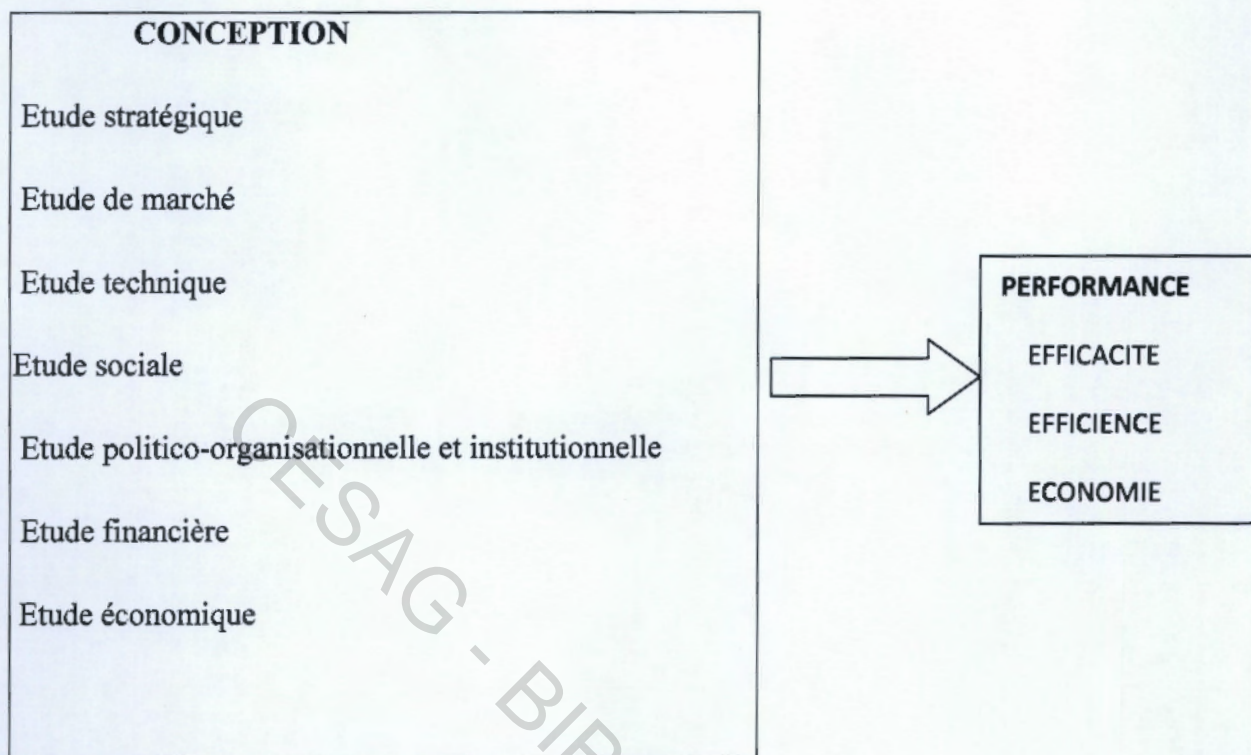 CONCEPTION
Etude stratégique
Etude de marché
Etude technique
Etude sociale
Etude politico-organisationnelle et institutionnelle
Etude financière
Etude économique
PERFORMANCE
EFFICACITE
EFFICIENCE
ECONOMIE
CESAG - BIB